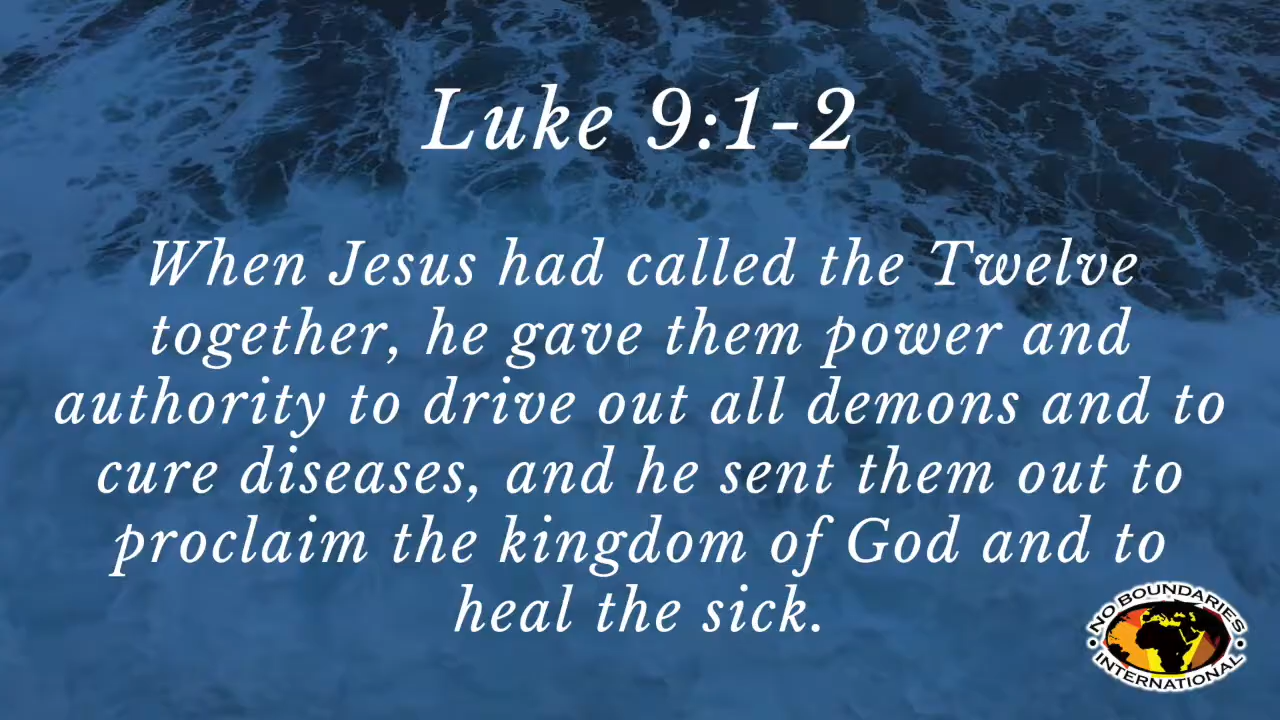 Luke 9:1-2
When Jesus had called the Twelve
together, he gave them power and
authority to drive out all demons and to
cure diseases, and he sent them out to
proclaim the kingdom of God and to
heal the sick.
NO BOUNDARIES
INTERNATIONAL